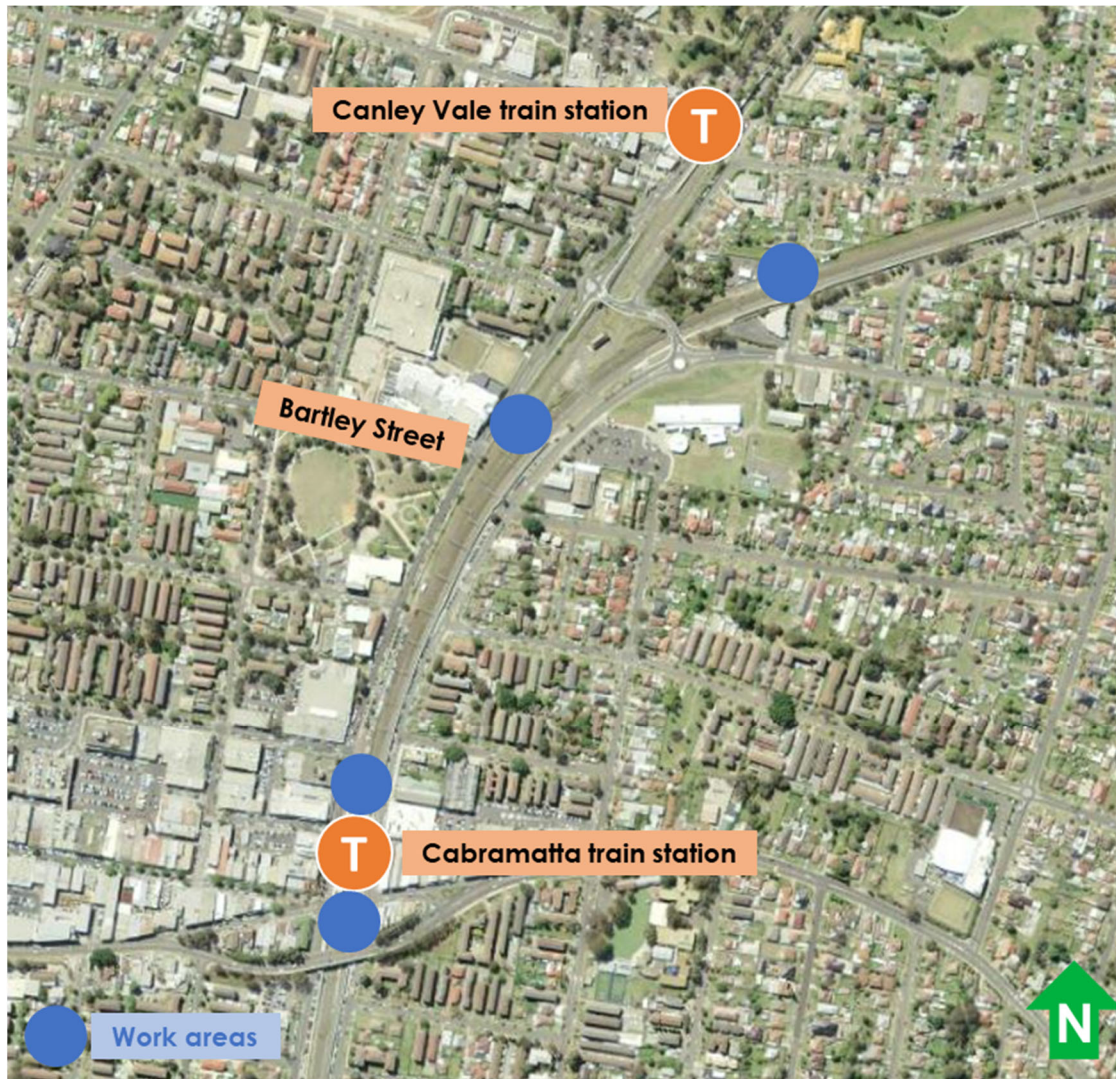 Canley Vale train station
T
Bartley Street
T
Cabramatta train station
N
Work areas